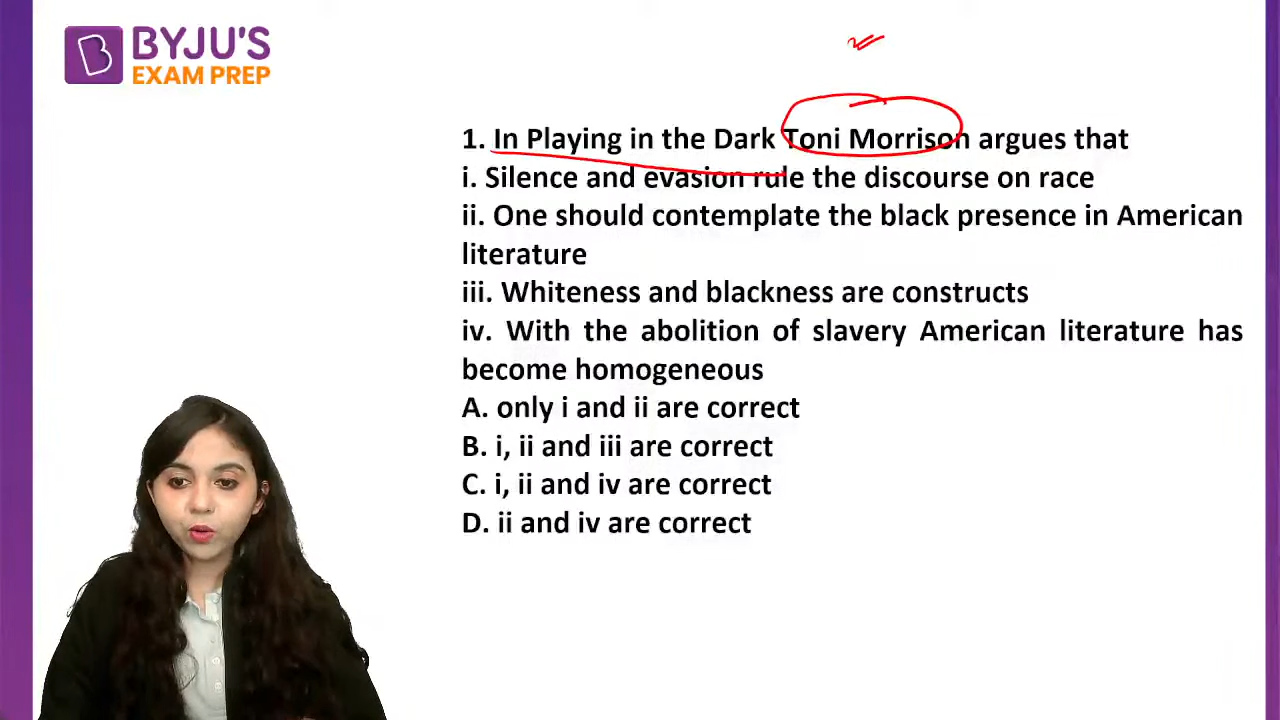 BYJU'S
EXAM PREP
1. In Playing in the Dark Toni Morrison argues that
i. Silence and evasion rule the discourse on race
ii. One should contemplate the black presence in American
literature
iii. Whiteness and blackness are constructs
iv. With the abolition of slavery American literature has
become homogeneous
A. only i and ii are correct
B. i, ii and iii are correct
C. i, ii and iv are correct
D. ii and iv are correct